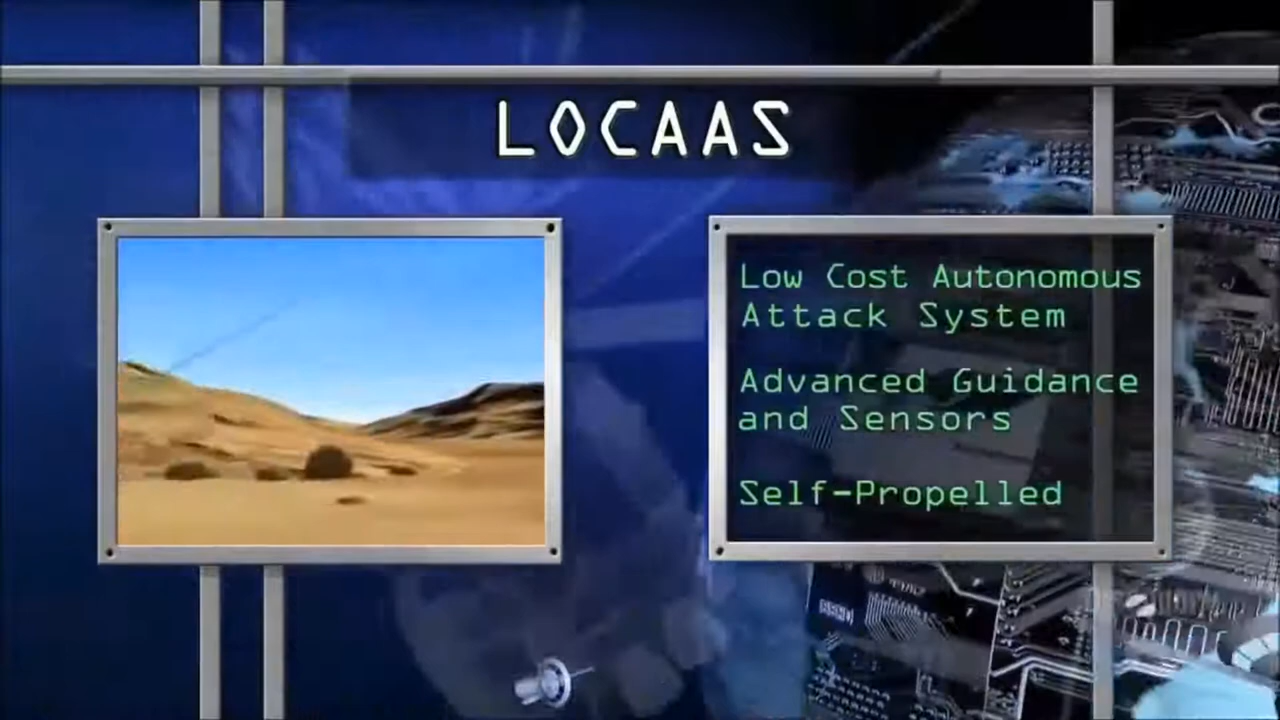 LOCAAS
Low Cost Autonomous
Attack System
Advanced Guidance
and Sensors
Self-Propelled